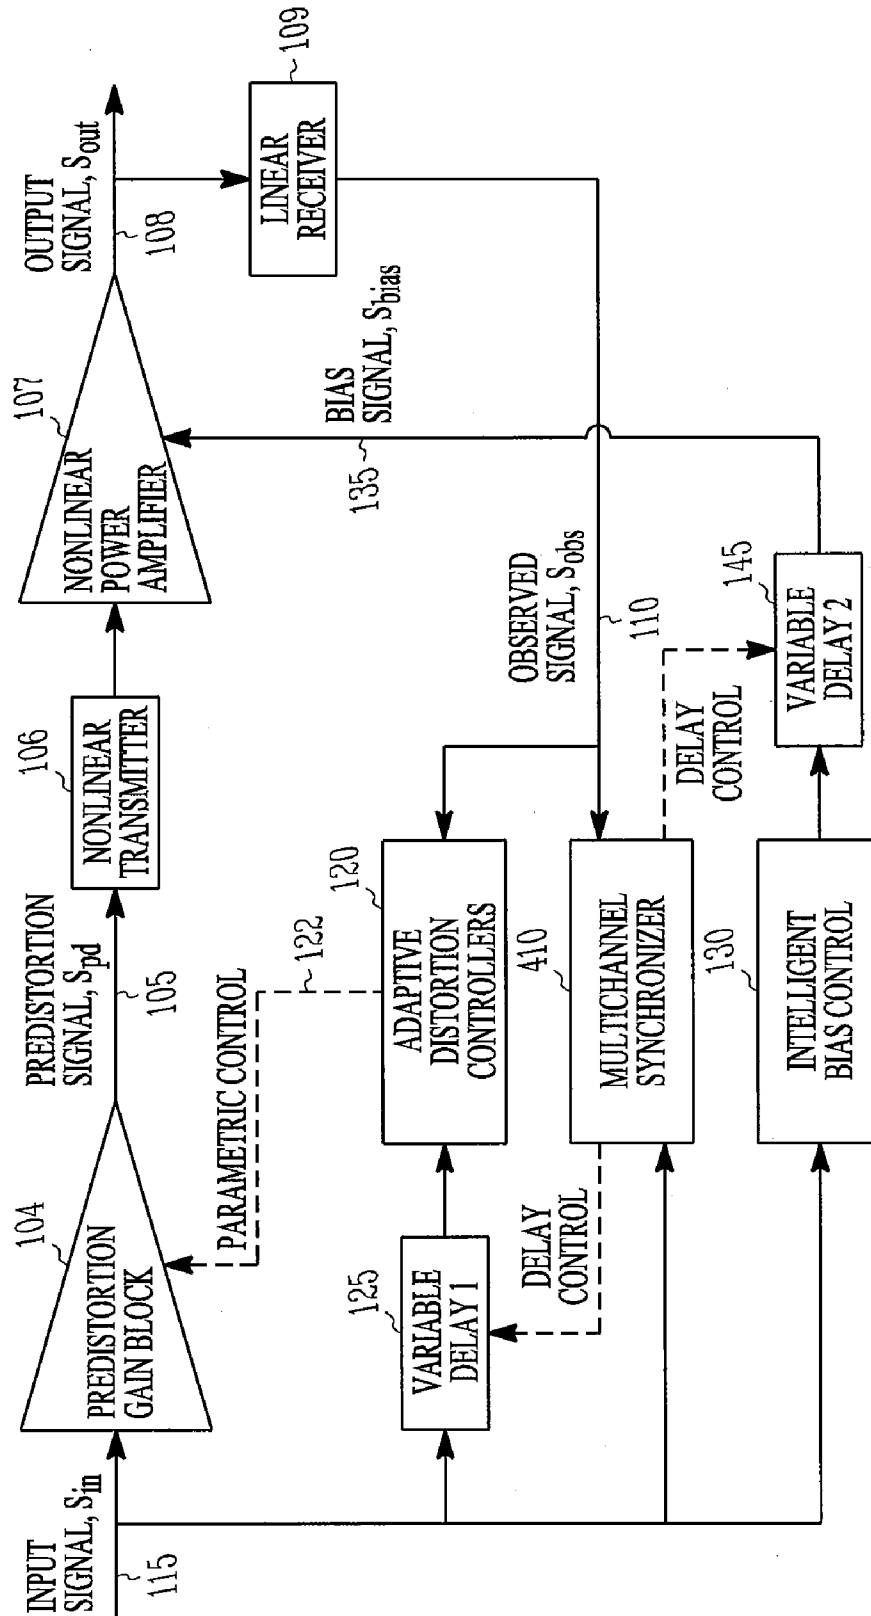 INPUT
SIGNAL, Sin
115
104
PREDISTORTION
GAIN BLOCK
PREDISTORTION
SIGNAL, Spd
105
106
NONLINEAR
TRANSMITTER
107
NONLINEAR
POWER
AMPLIFIER
OUTPUT
SIGNAL, Sout
108
109
LINEAR
RECEIVER
PARAMETRIC CONTROL
122
BIAS
SIGNAL, Sbias
135
125
VARIABLE
DELAY 1
120
ADAPTIVE
DISTORTION
CONTROLLERS
OBSERVED
SIGNAL, Sobs
110
DELAY
CONTROL
410
MULTICHANNEL
SYNCHRONIZER
DELAY
CONTROL
130
INTELLIGENT
BIAS CONTROL
145
VARIABLE
DELAY 2